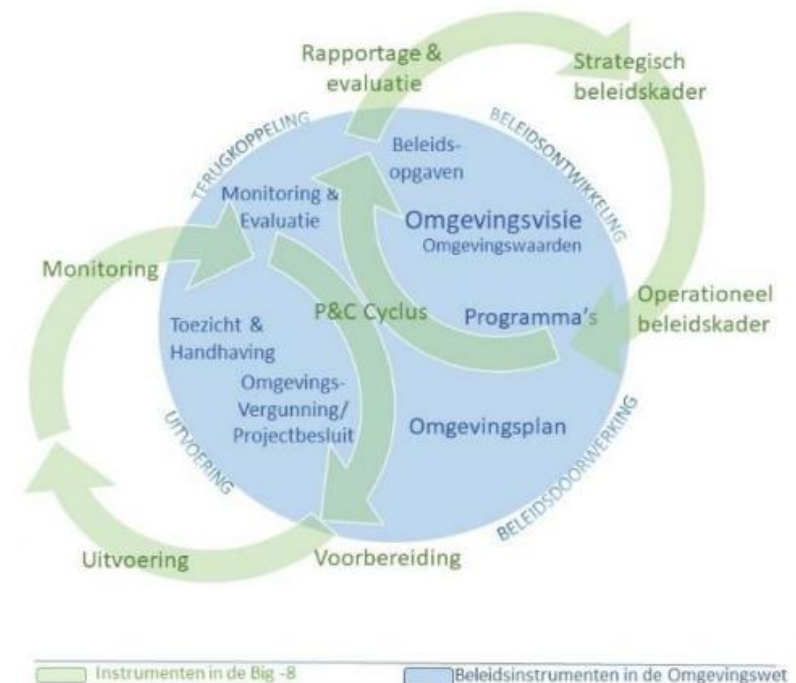 Rapportage &
evaluatie
Strategisch
beleidskader
TERUGKOPPELING
BELEIDSONTWIKKELING
Beleids-
opgaven
Monitoring &
Evaluatie
Omgevingsvisie
Omgevingswaarden
Monitoring
Operationeel
beleidskader
P&C Cyclus
Programma's
Toezicht &
Handhaving
Omgevings-
Vergunning/
Projectbesluit
Omgevingsplan
UITVOERING
BELEIDSDOORWERKING
Uitvoering
Voorbereiding
Instrumenten in de Big -8
Beleidsinstrumenten in de Omgevingswet